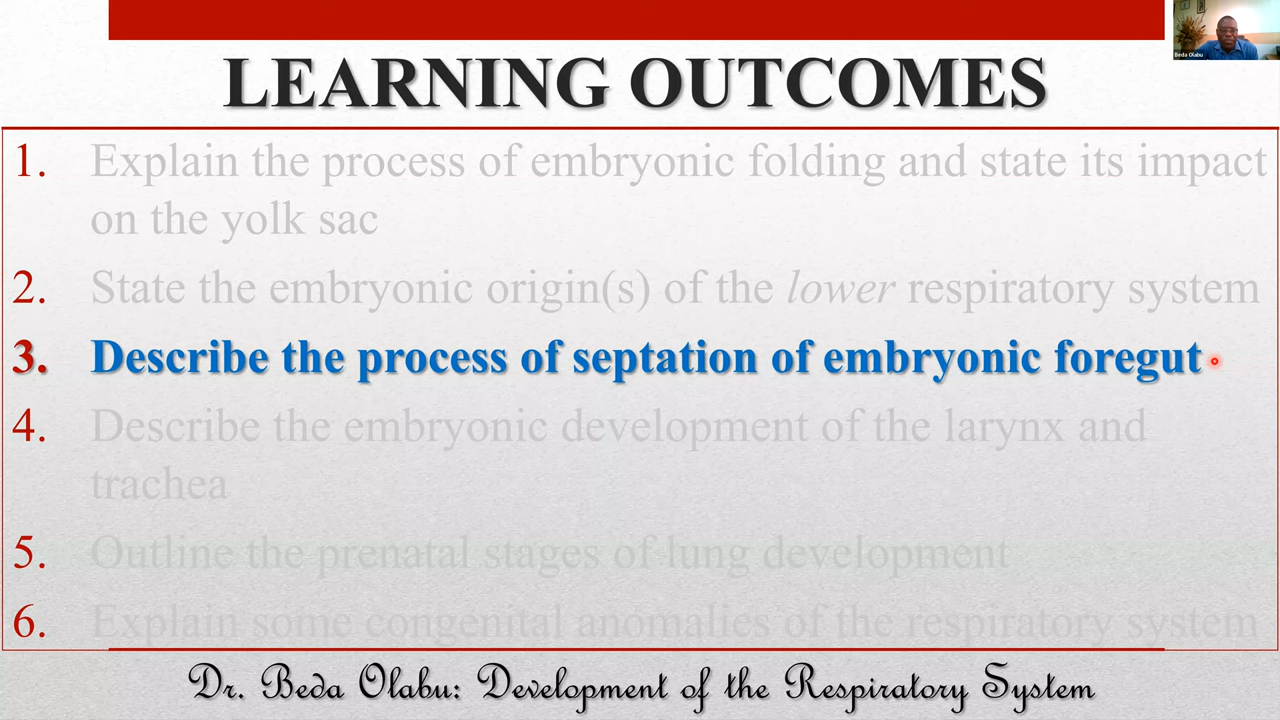 Beda Olabu
LEARNING OUTCOMES
1. Explain the process of embryonic folding and state its impact
on the yolk sac
2. State the embryonic origin(s) of the lower respiratory system
3. Describe the process of septation of embryonic foregut
4. Describe the embryonic development of the larynx and
trachea
5. Outline the prenatal stages of lung development
6. Explain some congenital anomalies of the respiratory system
Dr. Beda Olabu: Development of the Respiratory System